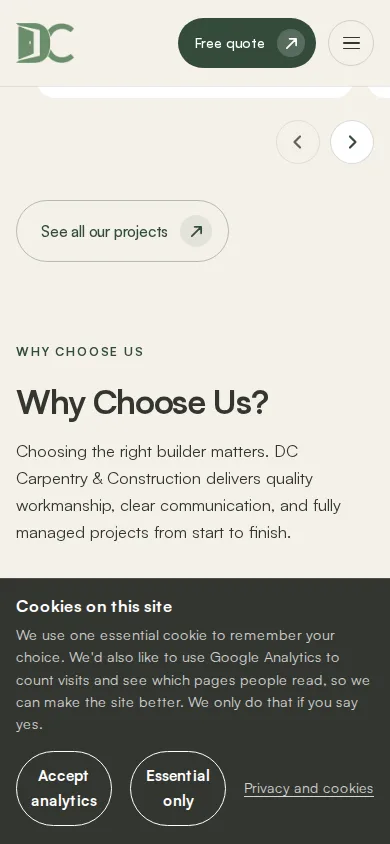 DC
Free quote
See all our projects
WHY CHOOSE US
Why Choose Us?
Choosing the right builder matters. DC
Carpentry & Construction delivers quality
workmanship, clear communication, and fully
managed projects from start to finish.
Cookies on this site
We use one essential cookie to remember your
choice. We'd also like to use Google Analytics to
count visits and see which pages people read, so we
can make the site better. We only do that if you say
yes.
Accept
analytics
Essential
only
Privacy and cookies